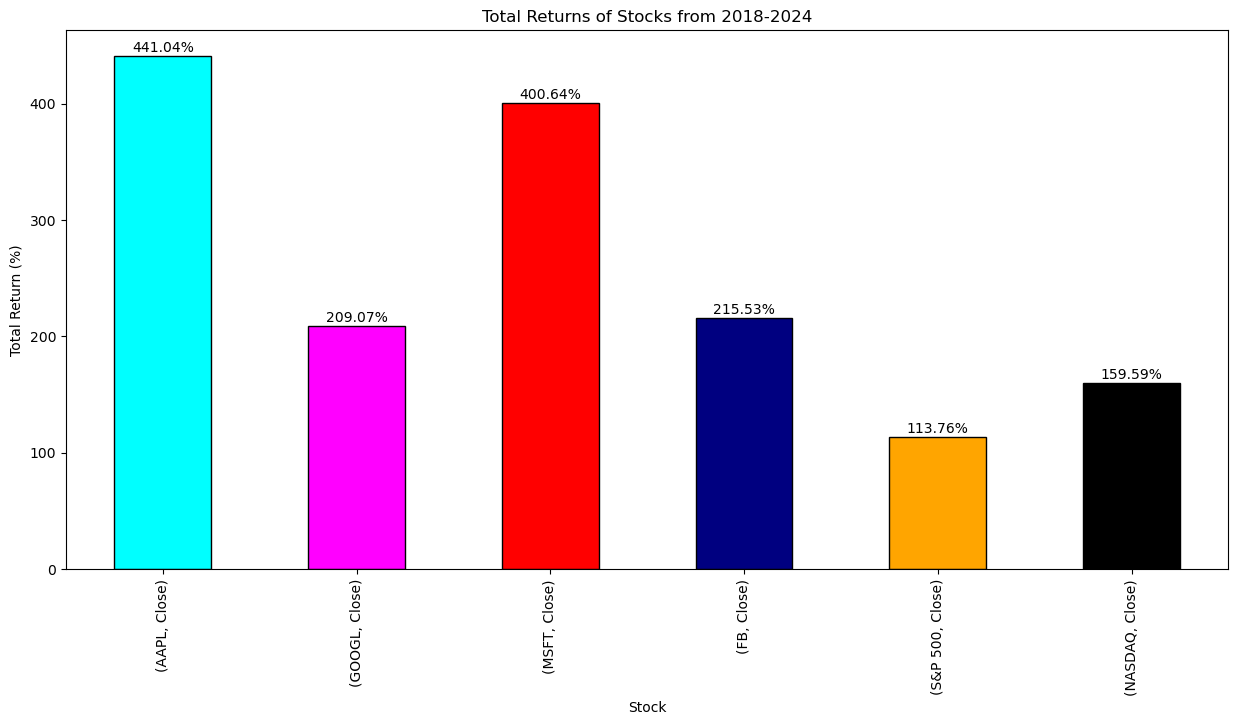 Total Returns of Stocks from 2018-2024
441.04%
209.07%
400.64%
215.53%
113.76%
159.59%
Total Return (%)
400
300
200
100
0
(AAPL, Close)
(GOOGL, Close)
(MSFT, Close)
(FB, Close)
(S&P 500, Close)
(NASDAQ, Close)
Stock